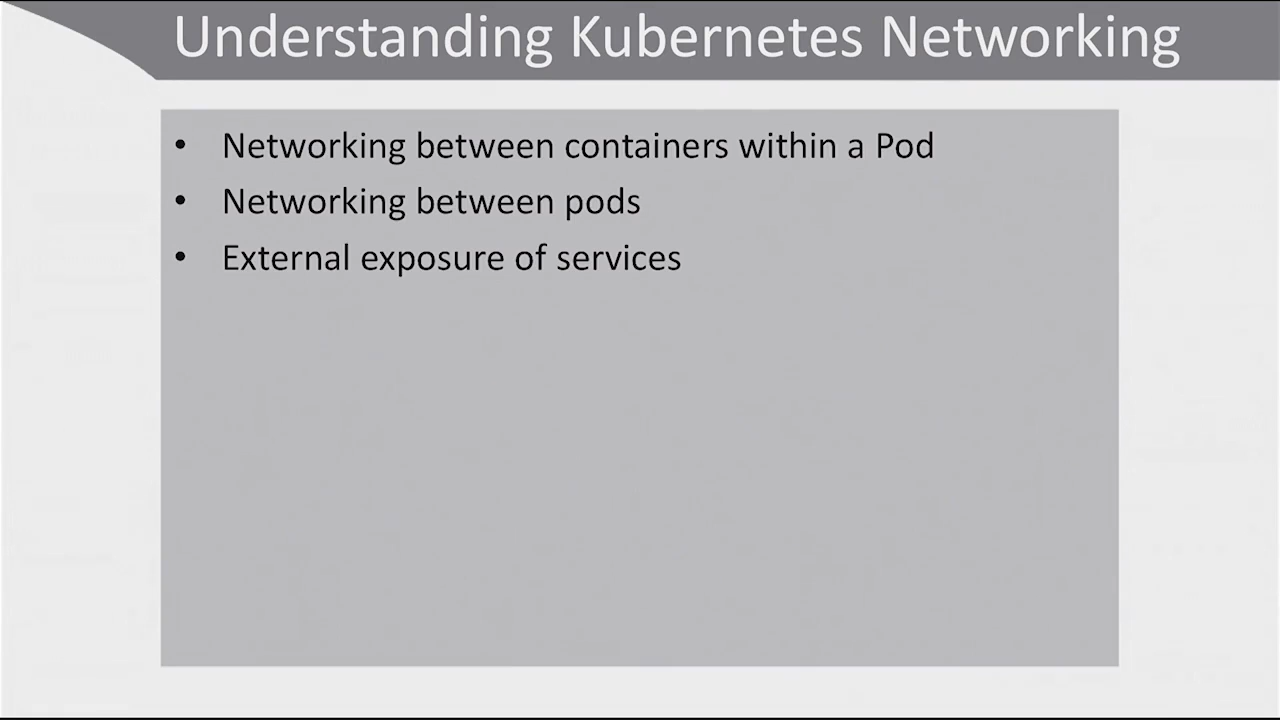 Understanding Kubernetes Networking
• Networking between containers within a Pod
• Networking between pods
• External exposure of services